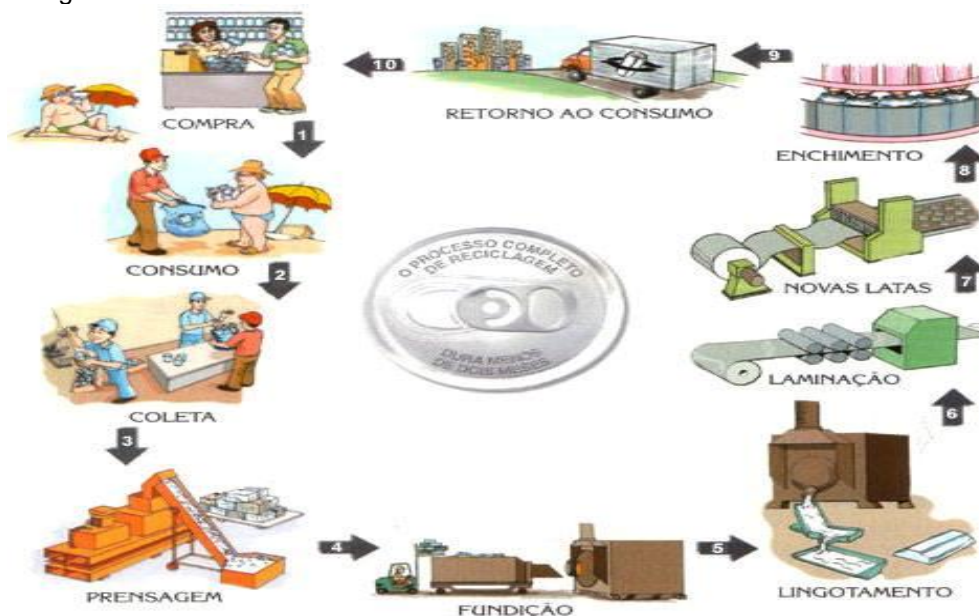 COMPRA
1
CONSUMO
2
COLETA
3
PRENSAGEM
4
FUNDIÇÃO
5
LINGOTAMENTO
6
LAMINAÇÃO
7
NOVAS LATAS
8
ENCHIMENTO
9
RETORNO AO CONSUMO
10
O PROCESSO COMPLETO
DE RECICLAGEM
DURA MENOS
DE DOIS MESES